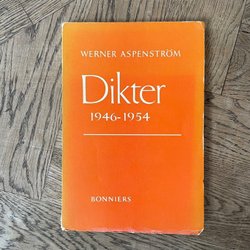 WERNER ASPENSTRÖM
Dikter
1946-1954
BONNIERS